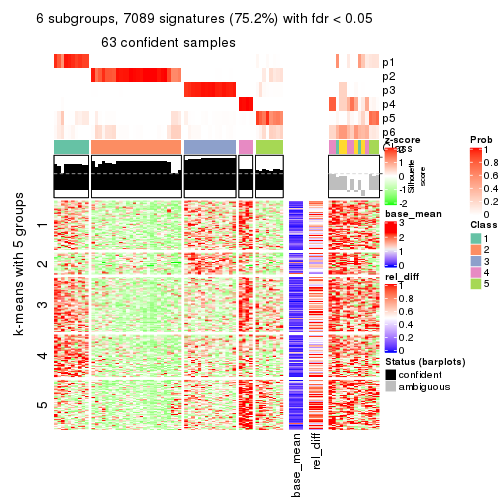 6 subgroups, 7089 signatures (75.2%) with fdr < 0.05
63 confident samples
p1
p2
p3
p4
p5
p6
Class
k-means with 5 groups
1
2
3
4
5
base_mean
rel_diff
z-score
2
1
0
-1
-2
Silhouette
score
base_mean
3
2
1
0
rel_diff
1
0.8
0.6
0.4
0.2
0
Status (barplots)
confident
ambiguous
Prob
1
0.8
0.6
0.4
0.2
0
Class
1
2
3
4
5